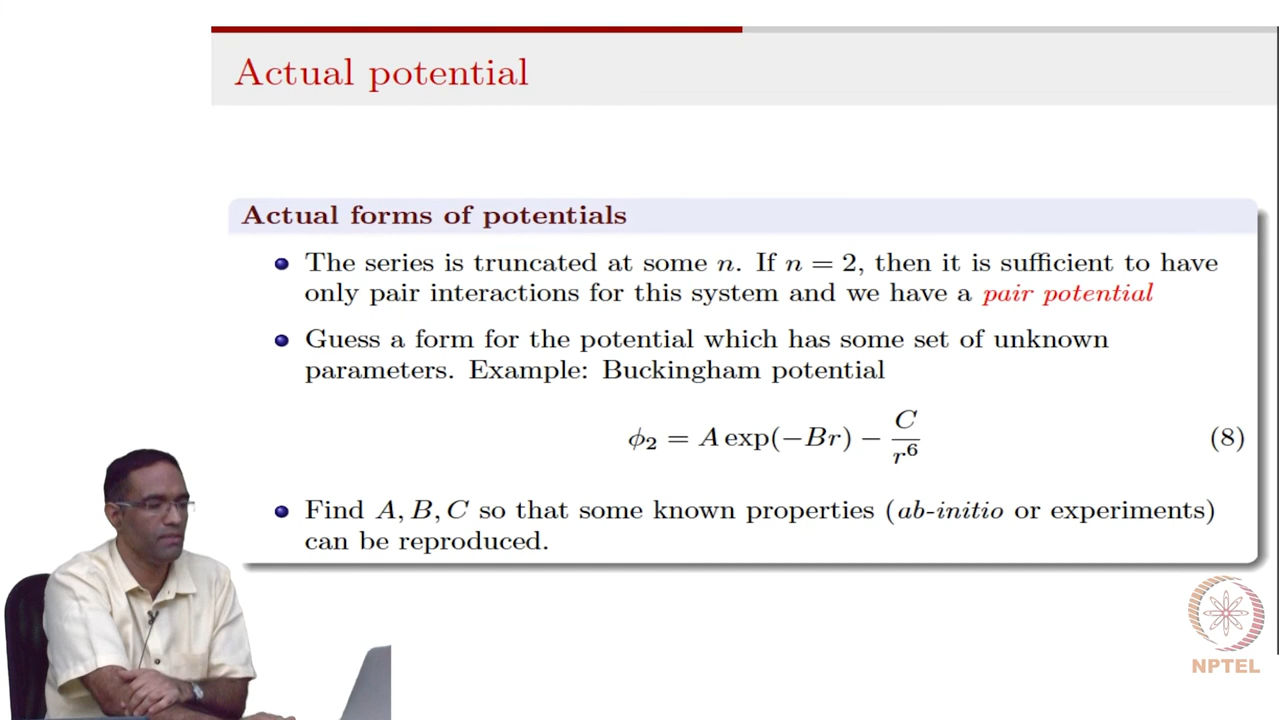 Actual potential
Actual forms of potentials
The series is truncated at some n. If n = 2, then it is sufficient to have
only pair interactions for this system and we have a pair potential
Guess a form for the potential which has some set of unknown
parameters. Example: Buckingham potential
ϕ₂ = A exp(−Br) − C/r⁶ (8)
Find A, B, C so that some known properties (ab-initio or experiments)
can be reproduced.
NPTEL